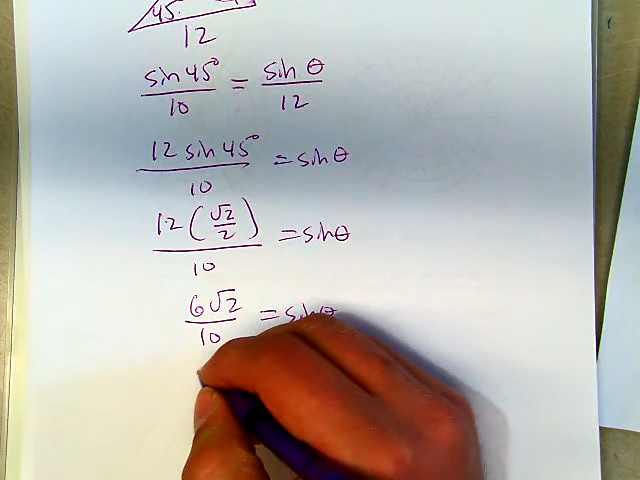 45°
12
sin 45° / 10 = sin θ / 12
12 sin 45° / 10 = sin θ
12 (√2 / 2) / 10 = sin θ
6√2 / 10 = sin θ